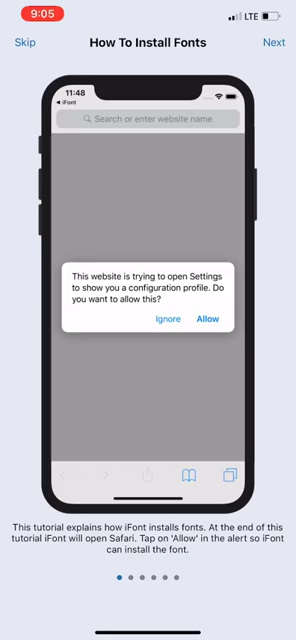 9:05
LTE
Skip
How To Install Fonts
Next
11:48
◀ iFont
Search or enter website name
This website is trying to open Settings
to show you a configuration profile. Do
you want to allow this?
Ignore
Allow
This tutorial explains how iFont installs fonts. At the end of this
tutorial iFont will open Safari. Tap on 'Allow' in the alert so iFont
can install the font.